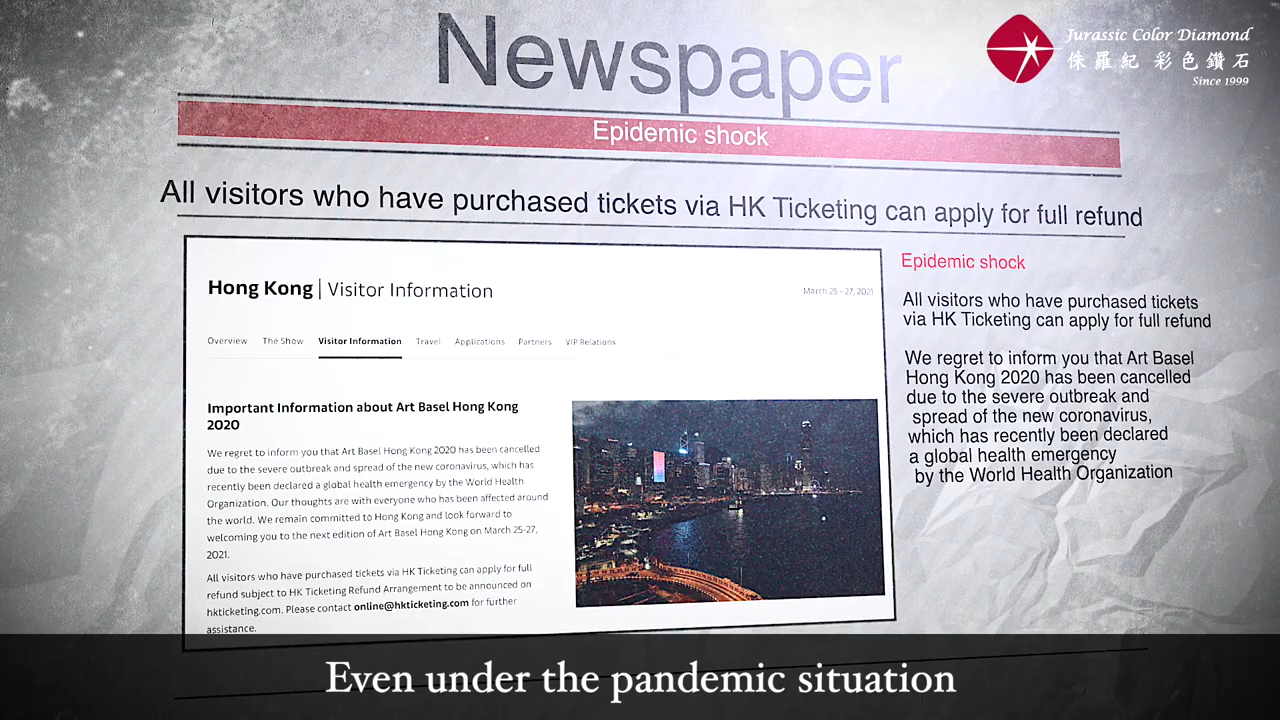 Newspaper
Jurassic Color Diamond
侏羅紀 彩色鑽石
Since 1999
Epidemic shock
All visitors who have purchased tickets via HK Ticketing can apply for full refund
Hong Kong | Visitor Information
March 25 - 27, 2021
Overview The Show Visitor Information Travel Applications Partners VIP Relations
Important Information about Art Basel Hong Kong
2020
We regret to inform you that Art Basel Hong Kong 2020 has been cancelled
due to the severe outbreak and spread of the new coronavirus, which has
recently been declared a global health emergency by the World Health
Organization. Our thoughts are with everyone who has been affected around
the world. We remain committed to Hong Kong and look forward to
welcoming you to the next edition of Art Basel Hong Kong on March 25-27,
2021.
All visitors who have purchased tickets via HK Ticketing can apply for full
refund subject to HK Ticketing Refund Arrangement to be announced on
hkticketing.com. Please contact online@hkticketing.com for further
assistance.
Epidemic shock
All visitors who have purchased tickets
via HK Ticketing can apply for full refund
We regret to inform you that Art Basel
Hong Kong 2020 has been cancelled
due to the severe outbreak and
spread of the new coronavirus,
which has recently been declared
a global health emergency
by the World Health Organization
Even under the pandemic situation